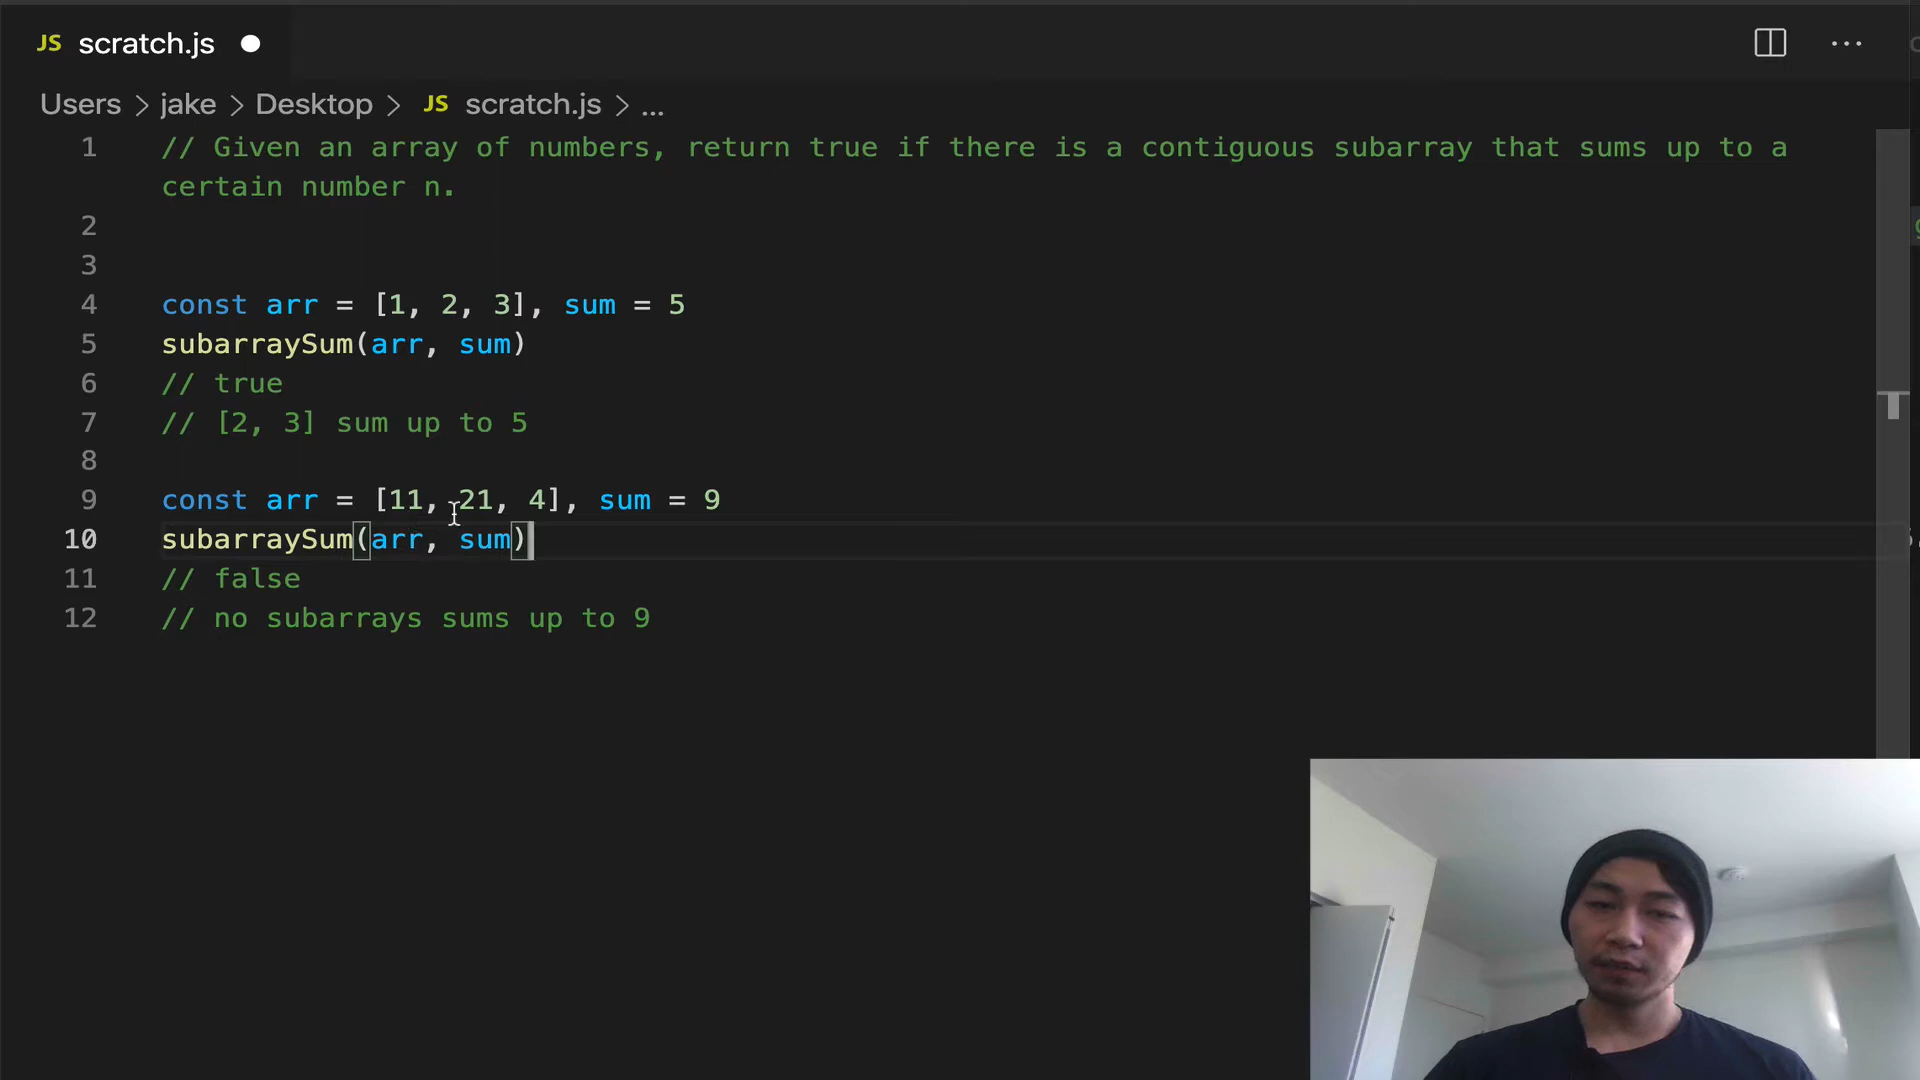 JS scratch.js
Users > jake > Desktop > JS scratch.js > ...
1 // Given an array of numbers, return true if there is a contiguous subarray that sums up to a
certain number n.
2
3
4 const arr = [1, 2, 3], sum = 5
5 subarraySum(arr, sum)
6 // true
7 // [2, 3] sum up to 5
8
9 const arr = [11, 21, 4], sum = 9
10 subarraySum(arr, sum)
11 // false
12 // no subarrays sums up to 9